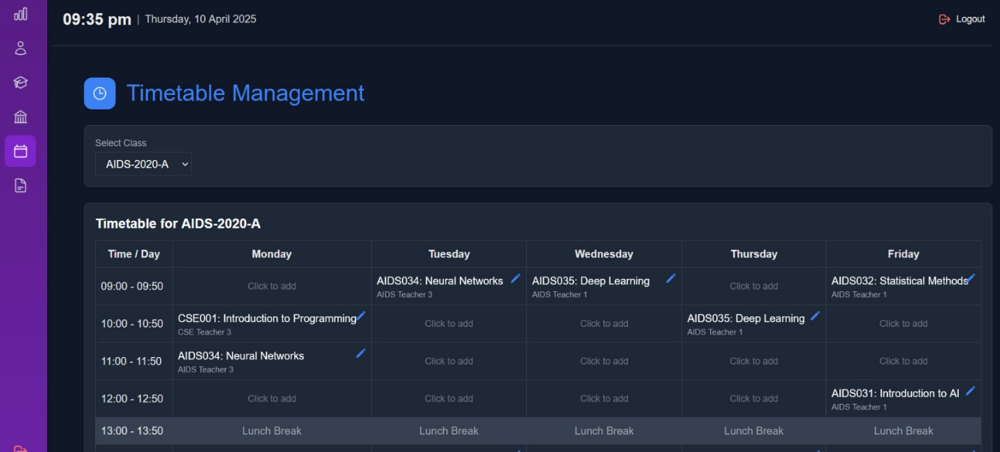 09:35 pm | Thursday, 10 April 2025
Logout
Timetable Management
Select Class
AIDS-2020-A
Timetable for AIDS-2020-A
Time / Day Monday Tuesday Wednesday Thursday Friday
09:00 - 09:50 Click to add AIDS034: Neural Networks AIDS035: Deep Learning Click to add AIDS032: Statistical Methods
AIDS Teacher 3 AIDS Teacher 1 AIDS Teacher 1
10:00 - 10:50 CSE001: Introduction to Programming Click to add Click to add AIDS035: Deep Learning Click to add
CSE Teacher 3 AIDS Teacher 1
11:00 - 11:50 AIDS034: Neural Networks Click to add Click to add Click to add Click to add
AIDS Teacher 3
12:00 - 12:50 Click to add Click to add Click to add Click to add AIDS031: Introduction to AI
AIDS Teacher 1
13:00 - 13:50 Lunch Break Lunch Break Lunch Break Lunch Break Lunch Break